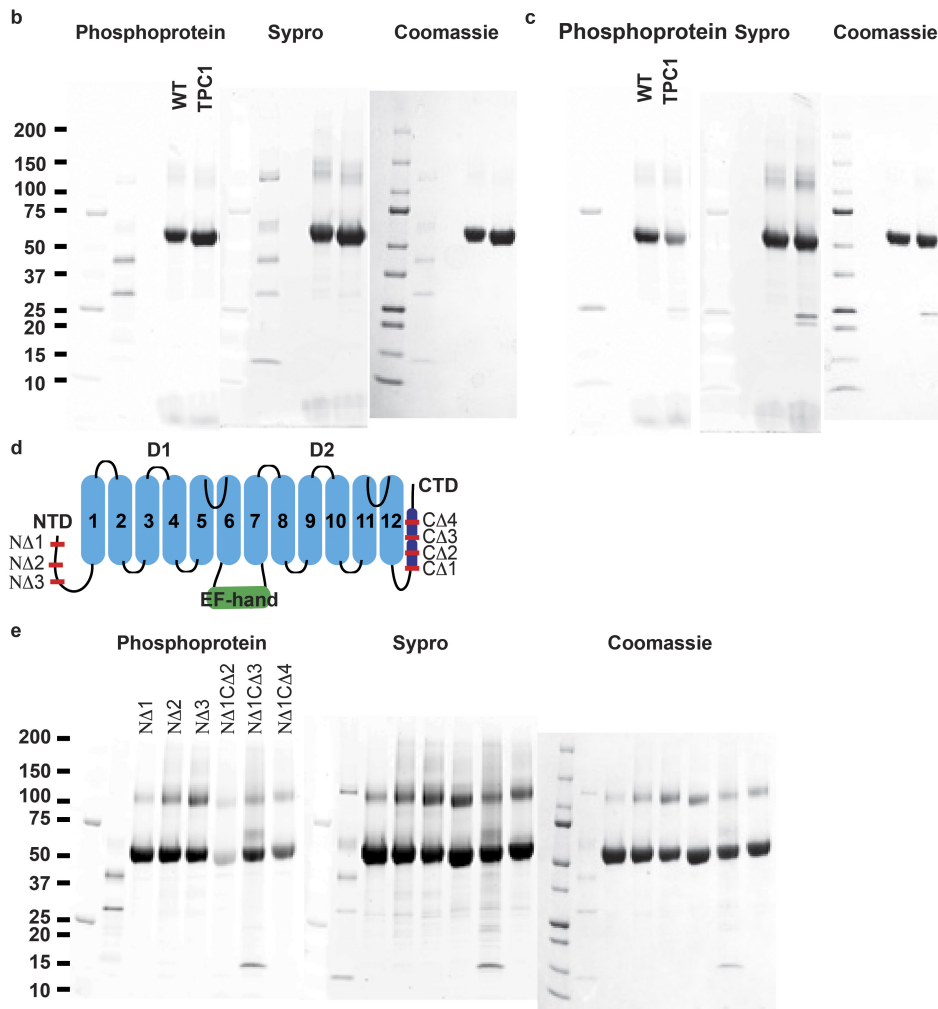 b
Phosphoprotein Sypro Coomassie
WT TPC1
200
150
100
75
50
37
25
20
15
10
c
Phosphoprotein Sypro Coomassie
WT TPC1
d
D1 D2
NTD 1 2 3 4 5 6 7 8 9 10 11 12 CTD
NΔ1
NΔ2
NΔ3
CΔ4
CΔ3
CΔ2
CΔ1
EF-hand
e
Phosphoprotein Sypro Coomassie
NΔ1 NΔ2 NΔ3 NΔ1CΔ2 NΔ1CΔ3 NΔ1CΔ4
200
150
100
75
50
37
25
20
15
10